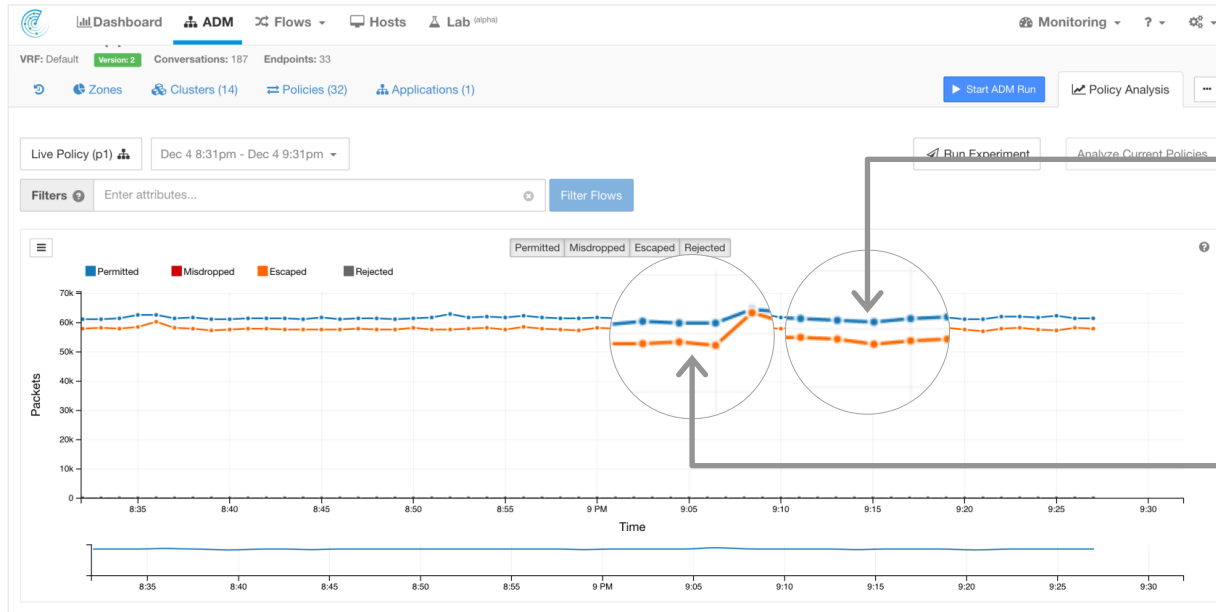 Dashboard ADM Flows Hosts Lab (alpha) Monitoring ?
VRF: Default Version: 2 Conversations: 187 Endpoints: 33
Zones Clusters (14) Policies (32) Applications (1) Start ADM Run Policy Analysis
Live Policy (p1) Dec 4 8:31pm - Dec 4 9:31pm Run Experiment Analyze Current Policies
Filters ? Enter attributes... Filter Flows
Permitted Misdropped Escaped Rejected
Permitted Misdropped Escaped Rejected
70k
60k
50k
40k
30k
20k
10k
0
Packets
8:35 8:40 8:45 8:50 8:55 9 PM 9:05 9:10 9:15 9:20 9:25 9:30
Time
8:35 8:40 8:45 8:50 8:55 9 PM 9:05 9:10 9:15 9:20 9:25 9:30